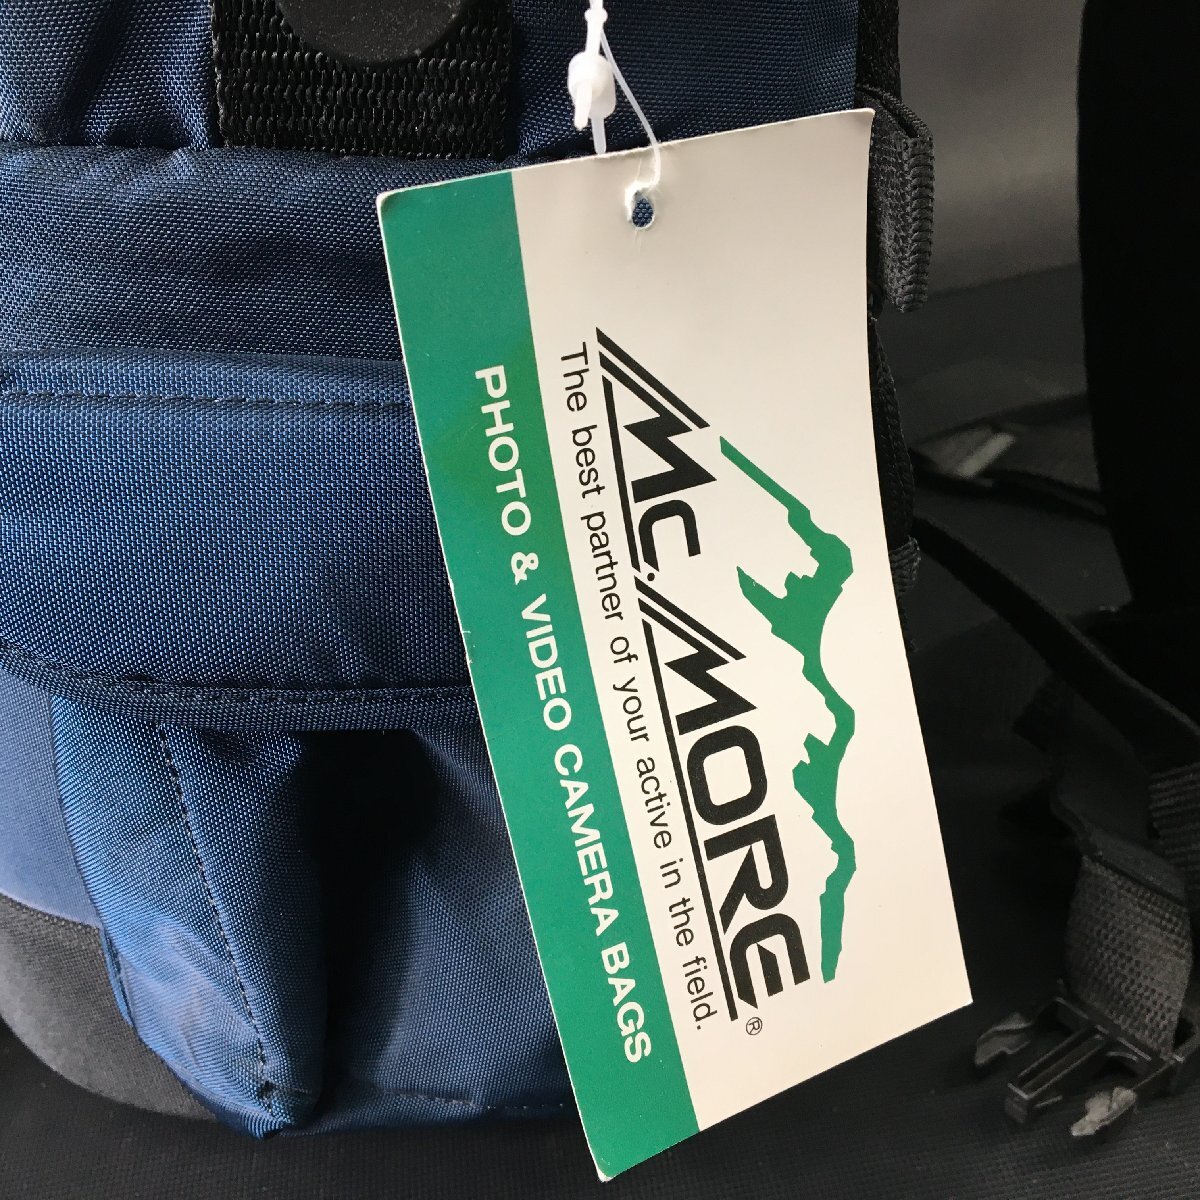 Mc.MORE®
The best partner of your active in the field.
PHOTO & VIDEO CAMERA BAGS